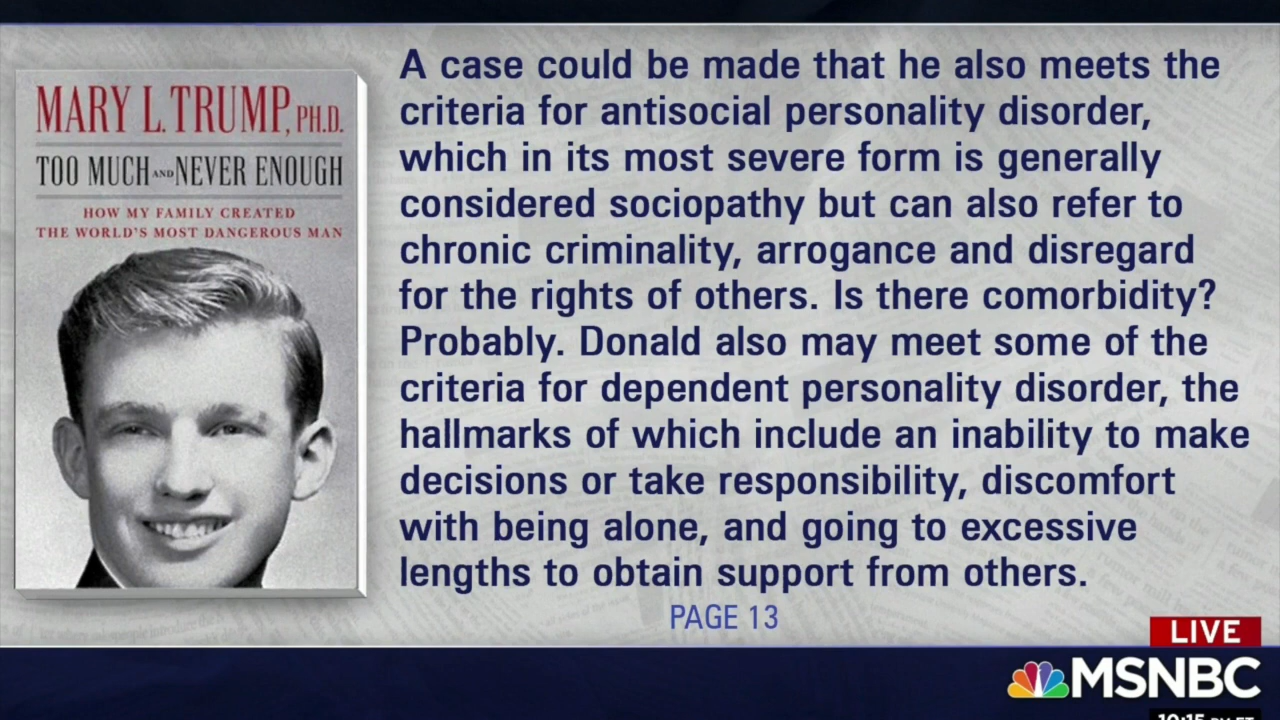 MARY L. TRUMP, PH.D.
TOO MUCH AND NEVER ENOUGH
HOW MY FAMILY CREATED
THE WORLD'S MOST DANGEROUS MAN
A case could be made that he also meets the
criteria for antisocial personality disorder,
which in its most severe form is generally
considered sociopathy but can also refer to
chronic criminality, arrogance and disregard
for the rights of others. Is there comorbidity?
Probably. Donald also may meet some of the
criteria for dependent personality disorder, the
hallmarks of which include an inability to make
decisions or take responsibility, discomfort
with being alone, and going to excessive
lengths to obtain support from others.
PAGE 13
LIVE
MSNBC
10:15 PM ET